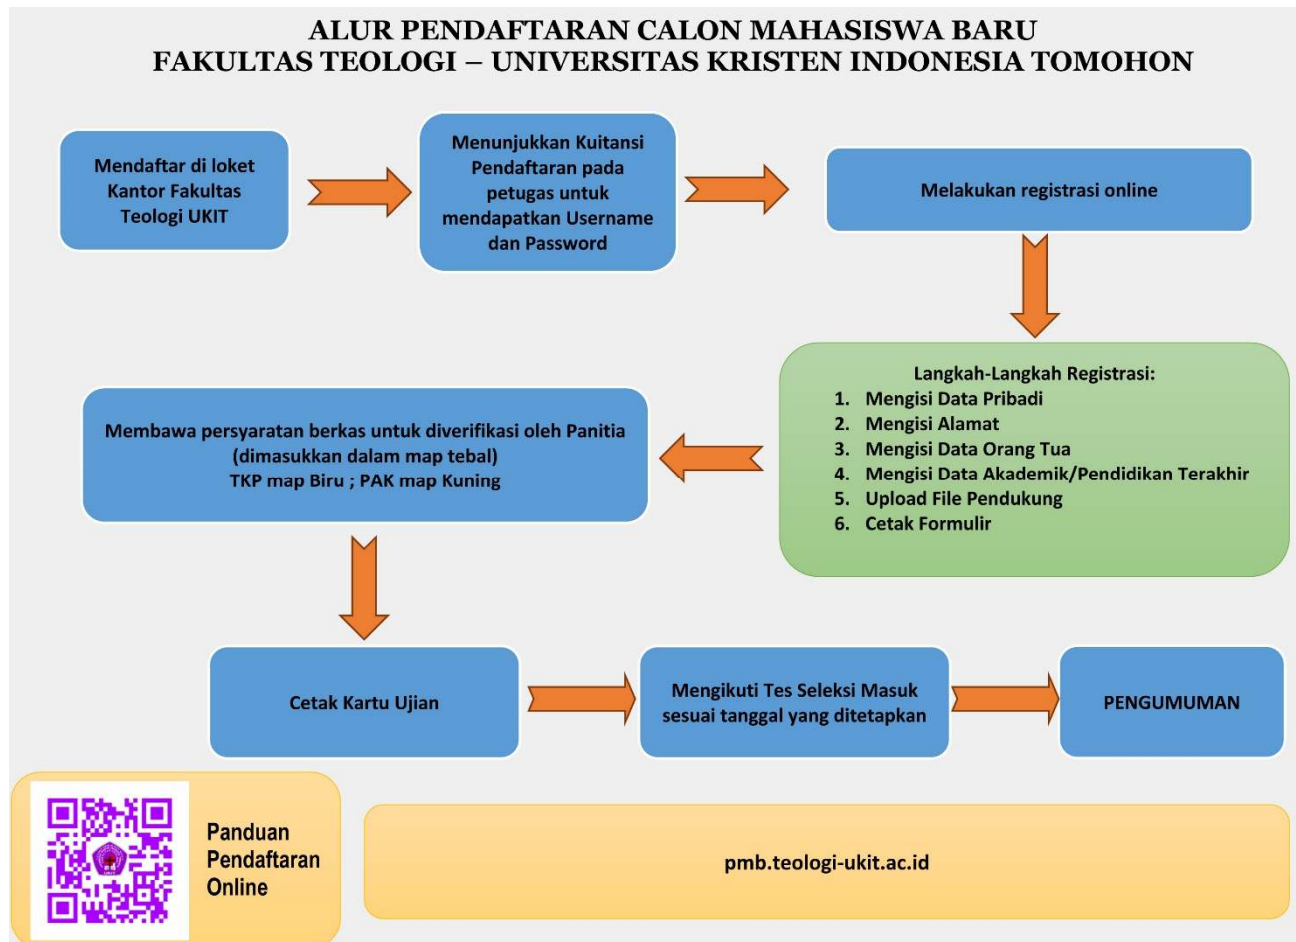 ALUR PENDAFTARAN CALON MAHASISWA BARU
FAKULTAS TEOLOGI – UNIVERSITAS KRISTEN INDONESIA TOMOHON
Mendaftar di loket
Kantor Fakultas
Teologi UKIT
Menunjukkan Kuitansi
Pendaftaran pada
petugas untuk
mendapatkan Username
dan Password
Melakukan registrasi online
Langkah-Langkah Registrasi:
1. Mengisi Data Pribadi
2. Mengisi Alamat
3. Mengisi Data Orang Tua
4. Mengisi Data Akademik/Pendidikan Terakhir
5. Upload File Pendukung
6. Cetak Formulir
Membawa persyaratan berkas untuk diverifikasi oleh Panitia
(dimasukkan dalam map tebal)
TKP map Biru ; PAK map Kuning
Cetak Kartu Ujian
Mengikuti Tes Seleksi Masuk
sesuai tanggal yang ditetapkan
PENGUMUMAN
Panduan
Pendaftaran
Online
pmb.teologi-ukit.ac.id